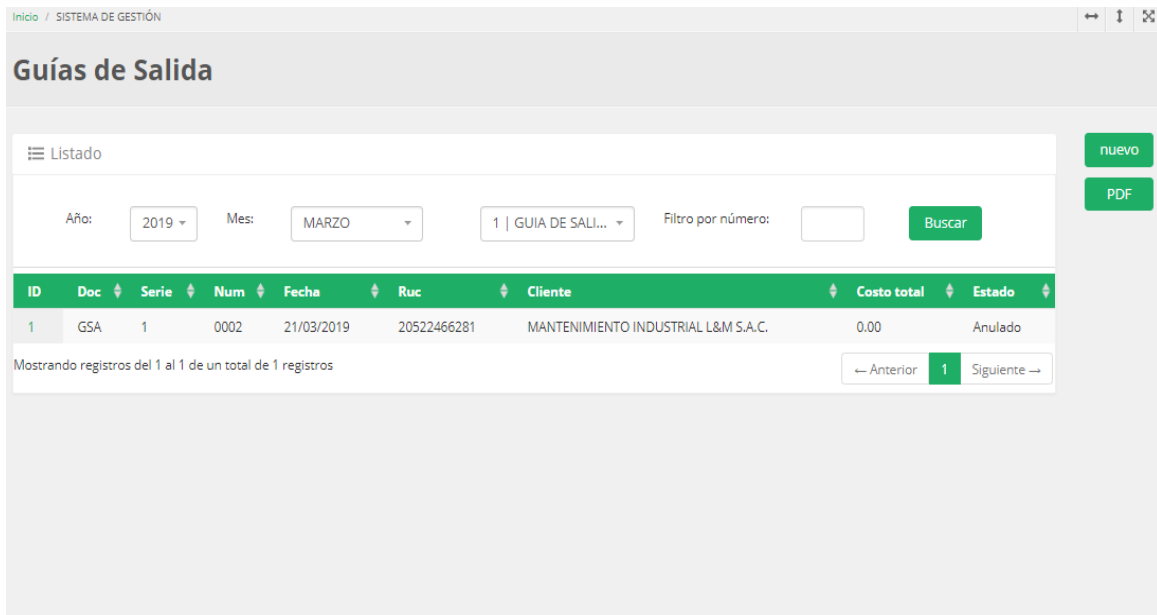 Inicio / SISTEMA DE GESTIÓN
Guías de Salida
Listado
nuevo
PDF
Año: 2019 Mes: MARZO 1 | GUIA DE SALI... Filtro por número: Buscar
ID Doc Serie Num Fecha Ruc Cliente Costo total Estado
1 GSA 1 0002 21/03/2019 20522466281 MANTENIMIENTO INDUSTRIAL L&M S.A.C. 0.00 Anulado
Mostrando registros del 1 al 1 de un total de 1 registros
← Anterior 1 Siguiente →